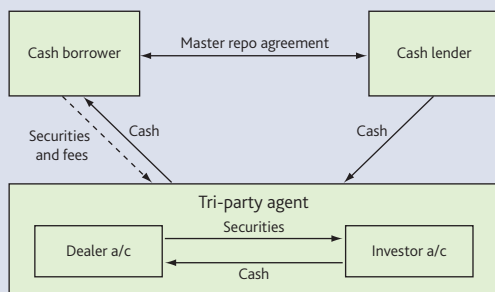 Master repo agreement
Cash borrower
Cash lender
Securities
and fees
Cash
Cash
Tri-party agent
Securities
Dealer a/c
Investor a/c
Cash